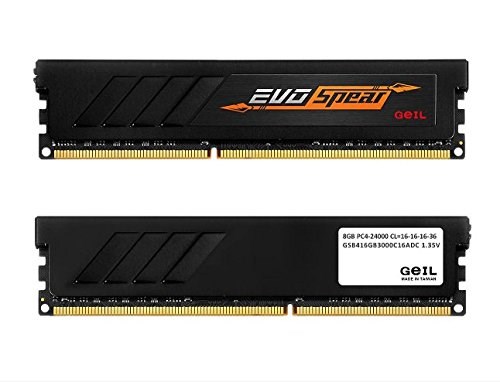 EVO Spear
GEIL
8GB PC4-24000 CL=16-16-16-36
GSB416GB3000C16ADC 1.35V
GEIL
MADE IN TAIWAN